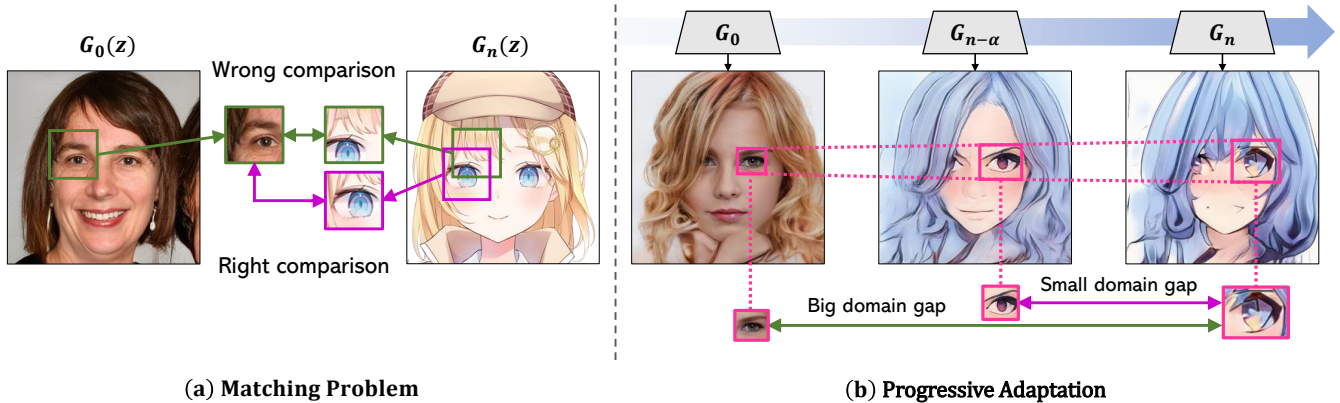 G₀(z)
Gₙ(z)
Wrong comparison
Right comparison
(a) Matching Problem
G₀
Gₙ₋α
Gₙ
Small domain gap
Big domain gap
(b) Progressive Adaptation